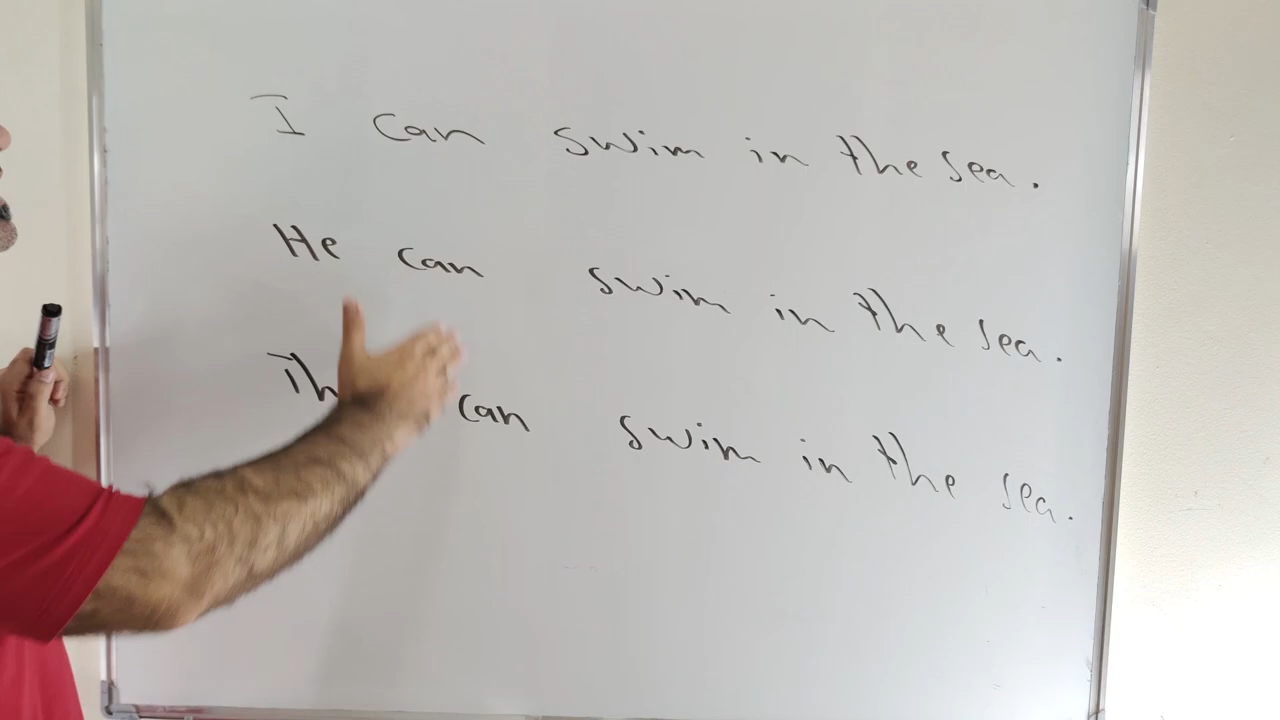 I can swim in the sea.
He can swim in the sea.
can swim in the sea.